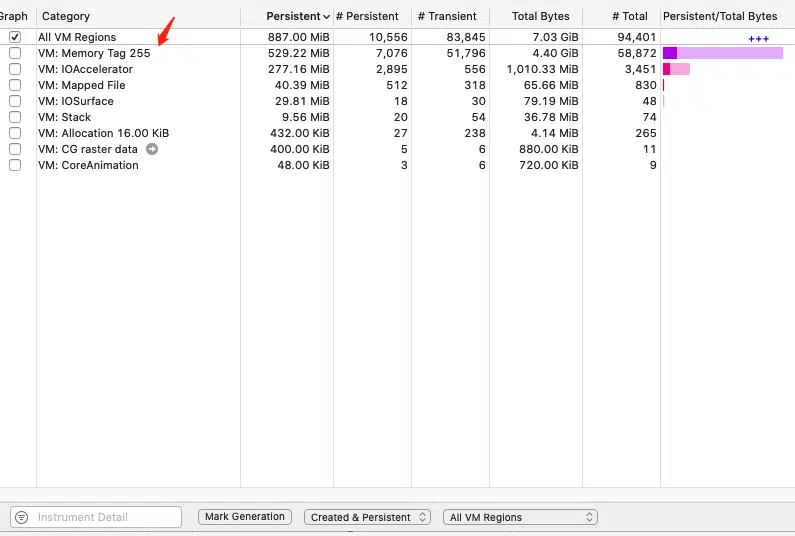 Graph Category Persistent # Persistent # Transient Total Bytes # Total Persistent/Total Bytes
All VM Regions 887.00 MiB 10,556 83,845 7.03 GiB 94,401 +++
VM: Memory Tag 255 529.22 MiB 7,076 51,796 4.40 GiB 58,872
VM: IOAccelerator 277.16 MiB 2,895 556 1,010.33 MiB 3,451
VM: Mapped File 40.39 MiB 512 318 65.66 MiB 830
VM: IOSurface 29.81 MiB 18 30 79.19 MiB 48
VM: Stack 9.56 MiB 20 54 36.78 MiB 74
VM: Allocation 16.00 KiB 432.00 KiB 27 238 4.14 MiB 265
VM: CG raster data 400.00 KiB 5 6 880.00 KiB 11
VM: CoreAnimation 48.00 KiB 3 6 720.00 KiB 9
Instrument Detail Mark Generation Created & Persistent All VM Regions